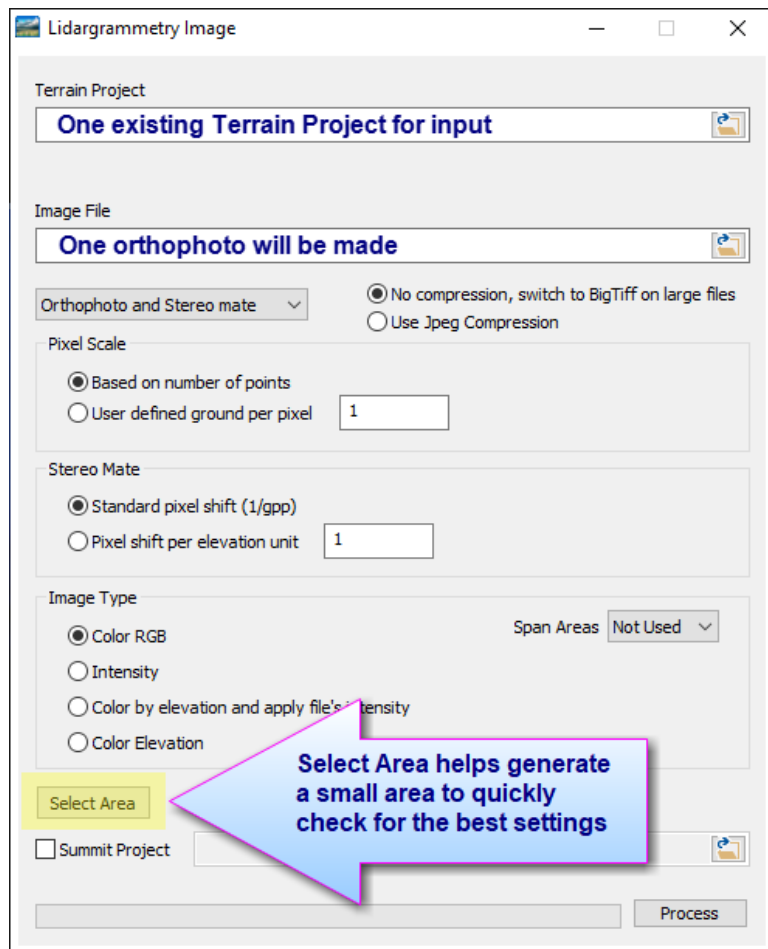 Lidargrammetry Image
Terrain Project
One existing Terrain Project for input
Image File
One orthophoto will be made
Orthophoto and Stereo mate
No compression, switch to BigTiff on large files
Use Jpeg Compression
Pixel Scale
Based on number of points
User defined ground per pixel 1
Stereo Mate
Standard pixel shift (1/gpp)
Pixel shift per elevation unit 1
Image Type
Color RGB
Span Areas Not Used
Intensity
Color by elevation and apply file's intensity
Color Elevation
Select Area helps generate
a small area to quickly
check for the best settings
Select Area
Summit Project
Process